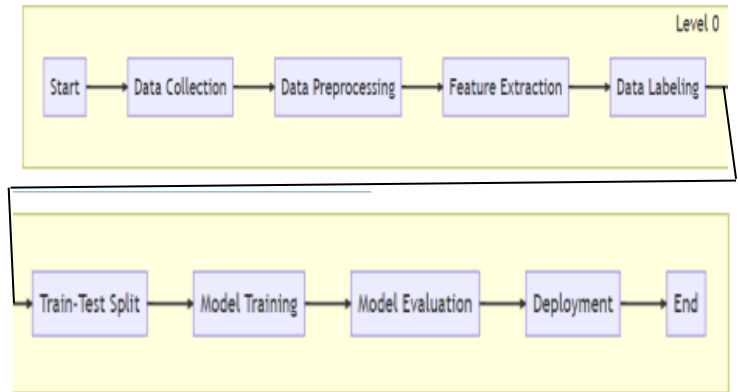 Level 0
Start Data Collection Data Preprocessing Feature Extraction Data Labeling
Train-Test Split Model Training Model Evaluation Deployment End